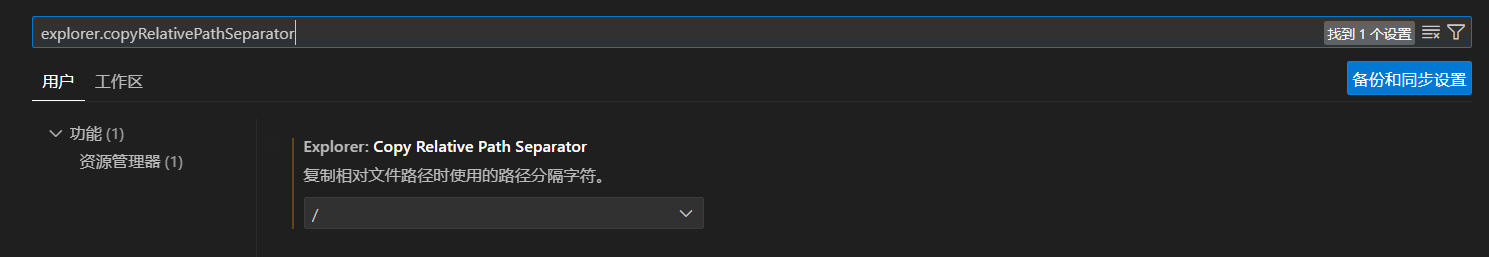 explorer.copyRelativePathSeparator 找到 1 个设置
用户 工作区 备份和同步设置
功能 (1)
资源管理器 (1)
Explorer: Copy Relative Path Separator
复制相对文件路径时使用的路径分隔字符。
/